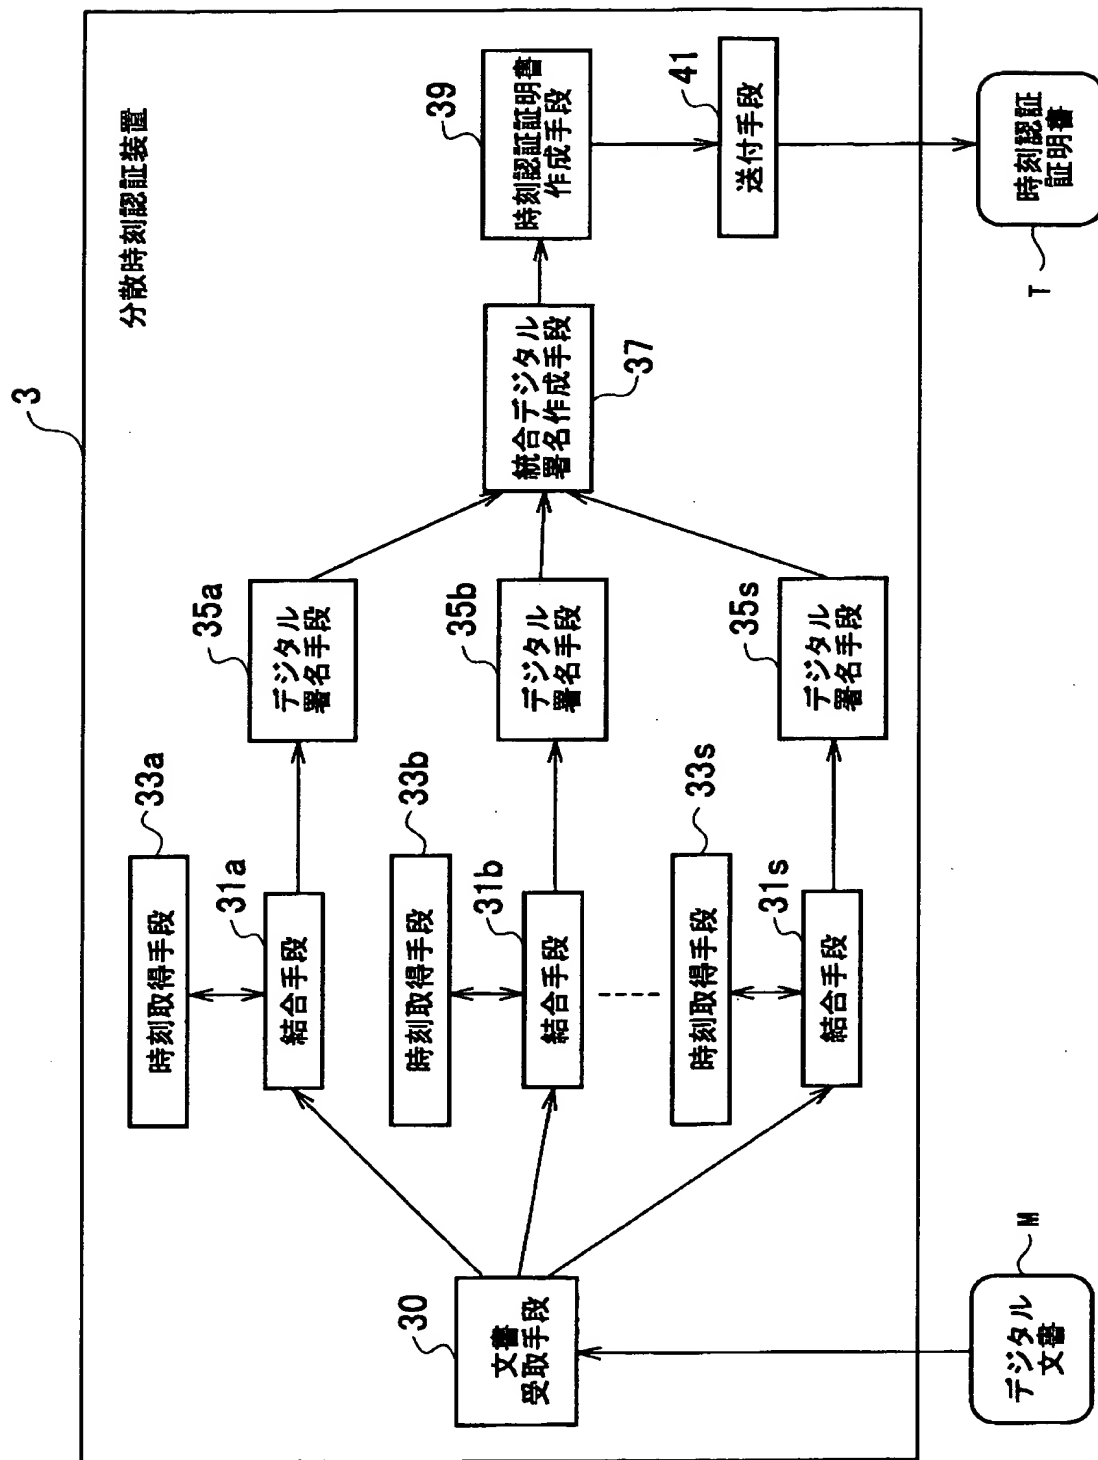 3
分散時刻認証装置
30
文書
受取手段
33a
時刻取得手段
31a
結合手段
35a
デジタル
署名手段
33b
時刻取得手段
31b
結合手段
35b
デジタル
署名手段
33s
時刻取得手段
31s
結合手段
35s
デジタル
署名手段
統合デジタル
署名作成手段
37
39
時刻認証証明書
作成手段
41
送付手段
デジタル
文書
M
時刻認証
証明書
T